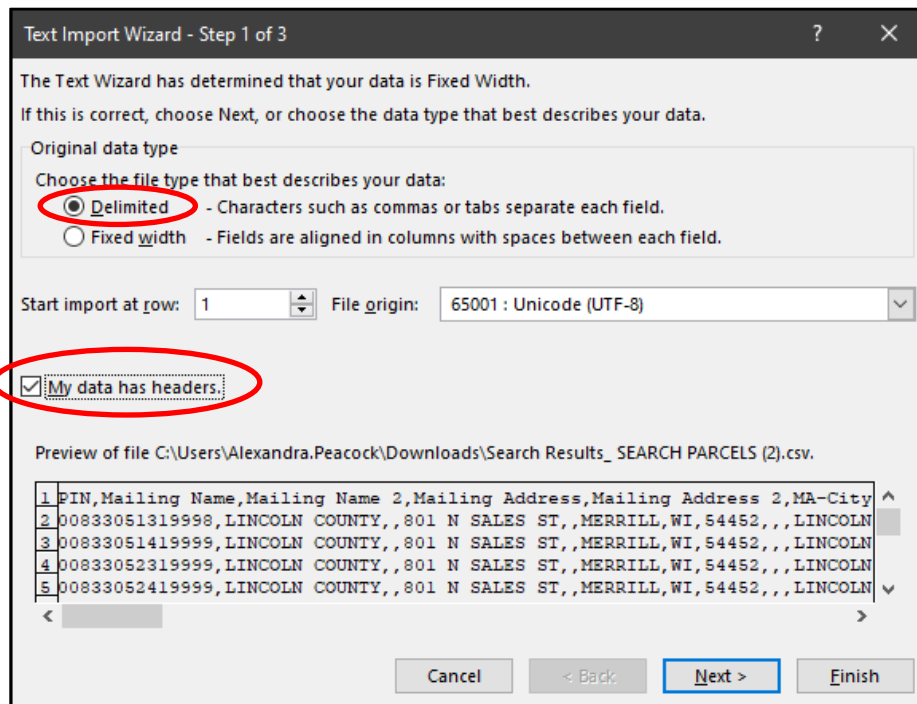 Text Import Wizard - Step 1 of 3 ? ×
The Text Wizard has determined that your data is Fixed Width.
If this is correct, choose Next, or choose the data type that best describes your data.
Original data type
Choose the file type that best describes your data:
Delimited - Characters such as commas or tabs separate each field.
Fixed width - Fields are aligned in columns with spaces between each field.
Start import at row: 1 File origin: 65001 : Unicode (UTF-8)
My data has headers.
Preview of file C:\Users\Alexandra.Peacock\Downloads\Search Results_ SEARCH PARCELS (2).csv.
1 PIN,Mailing Name,Mailing Name 2,Mailing Address,Mailing Address 2,MA-City
2 00833051319998,LINCOLN COUNTY,,801 N SALES ST,,MERRILL,WI,54452,,,LINCOLN
3 00833051419999,LINCOLN COUNTY,,801 N SALES ST,,MERRILL,WI,54452,,,LINCOLN
4 00833052319999,LINCOLN COUNTY,,801 N SALES ST,,MERRILL,WI,54452,,,LINCOLN
5 00833052419999,LINCOLN COUNTY,,801 N SALES ST,,MERRILL,WI,54452,,,LINCOLN
Cancel < Back Next > Finish